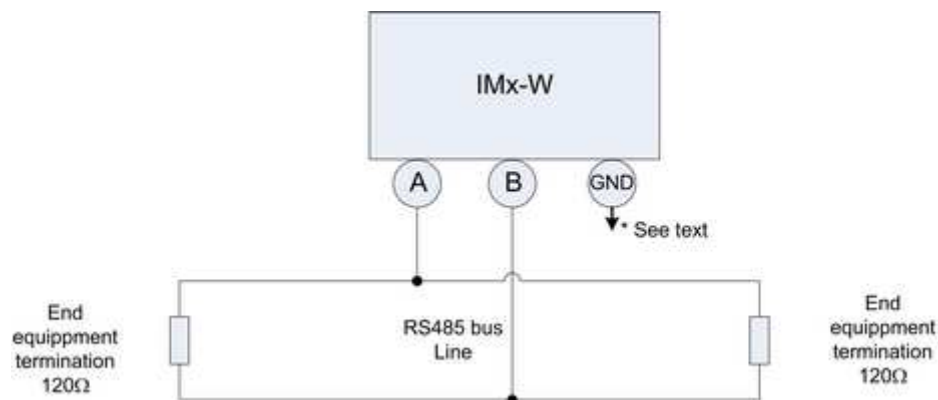 IMx-W
A
B
GND
* See text
End
equippment
termination
120Ω
RS485 bus
Line
End
equippment
termination
120Ω